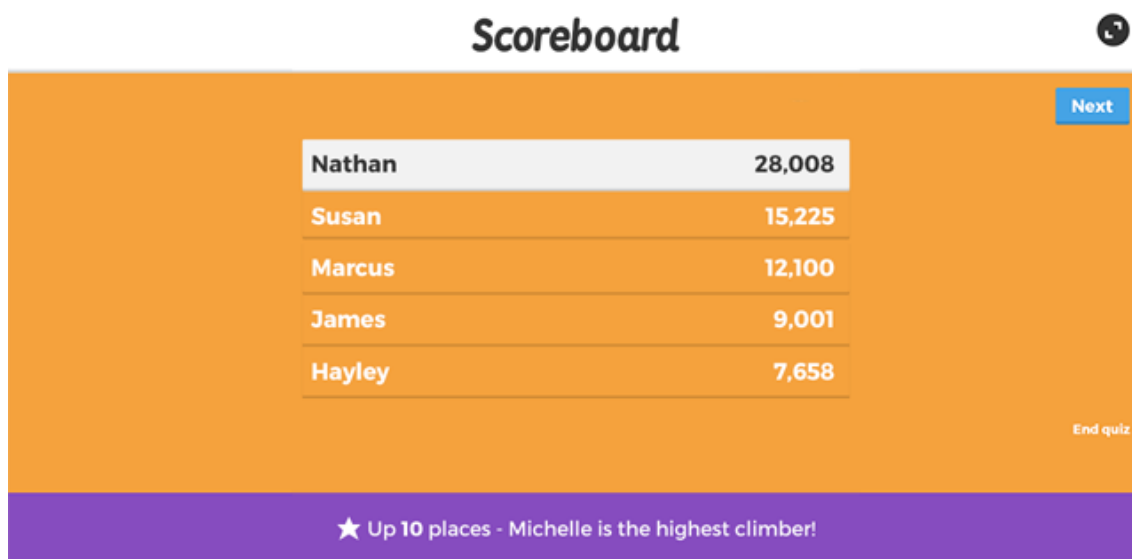 Scoreboard
Next
Nathan 28,008
Susan 15,225
Marcus 12,100
James 9,001
Hayley 7,658
End quiz
Up 10 places - Michelle is the highest climber!